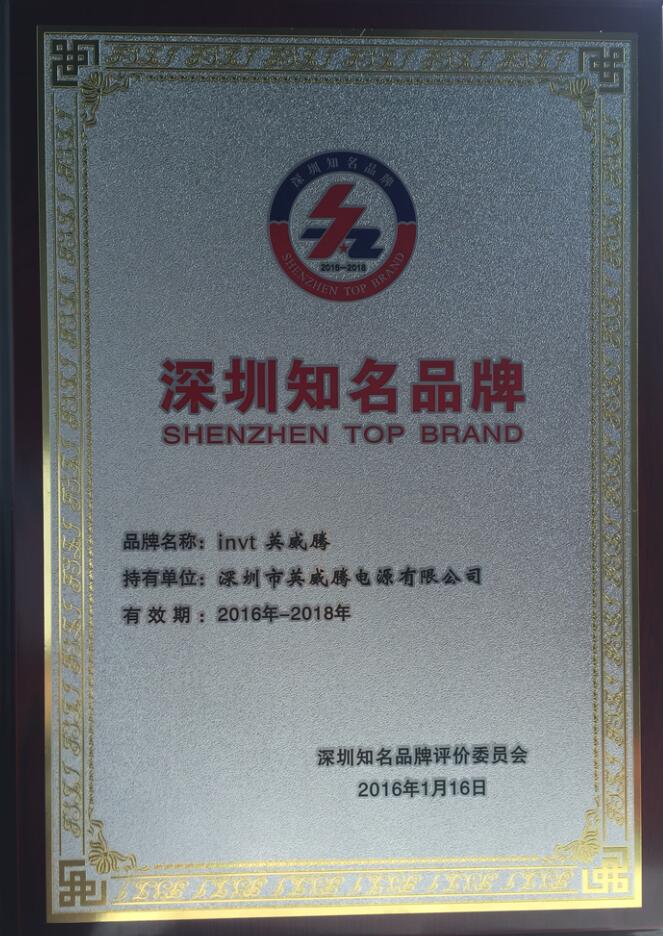 深圳知名品牌
2016-2018
SHENZHEN TOP BRAND
深圳知名品牌
SHENZHEN TOP BRAND
品牌名称：invt 英威腾
持有单位：深圳市英威腾电源有限公司
有效期：2016年-2018年
深圳知名品牌评价委员会
2016年1月16日